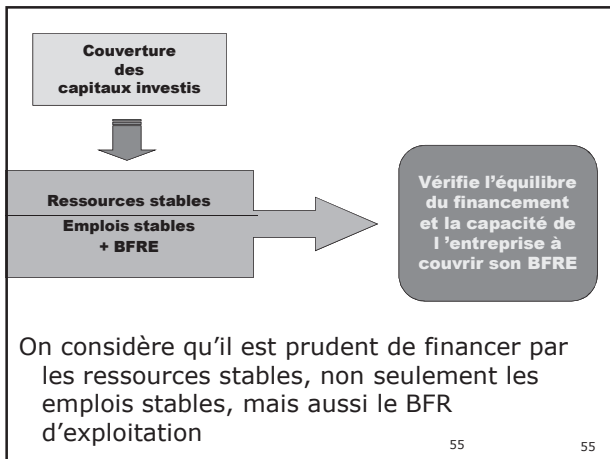 Couverture
des
capitaux investis
Ressources stables
Emplois stables
+ BFRE
Vérifie l’équilibre
du financement
et la capacité de
l ’entreprise à
couvrir son BFRE
On considère qu’il est prudent de financer par
les ressources stables, non seulement les
emplois stables, mais aussi le BFR
d’exploitation
55 55